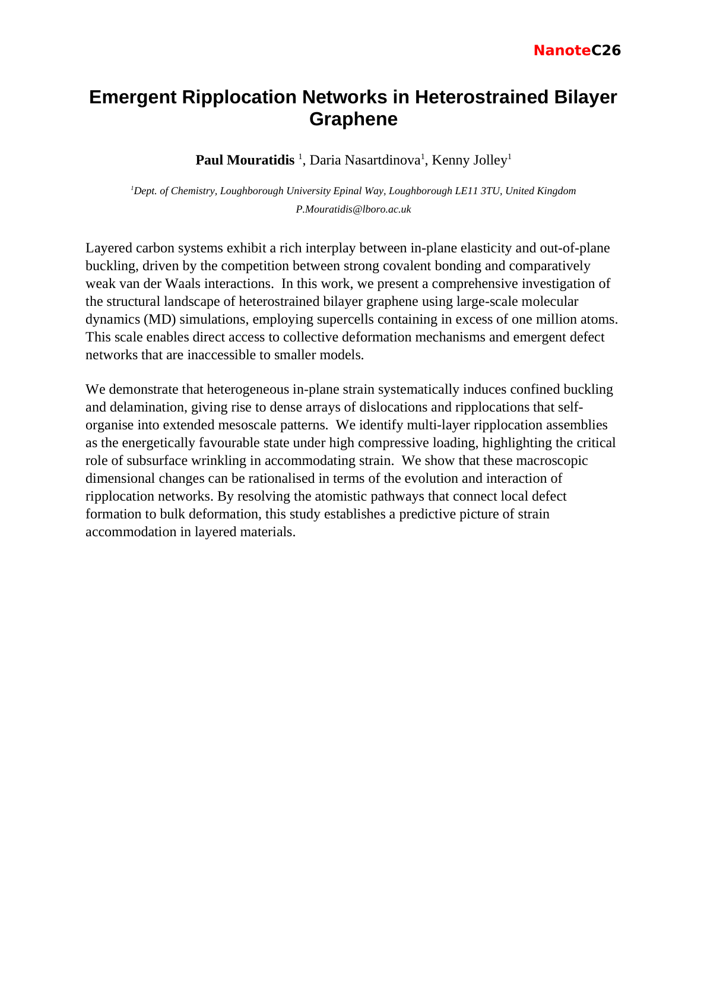 NanoteC26
Emergent Ripplocation Networks in Heterostrained Bilayer
Graphene
Paul Mouratidis ¹, Daria Nasartdinova¹, Kenny Jolley¹
¹Dept. of Chemistry, Loughborough University Epinal Way, Loughborough LE11 3TU, United Kingdom
P.Mouratidis@lboro.ac.uk
Layered carbon systems exhibit a rich interplay between in-plane elasticity and out-of-plane
buckling, driven by the competition between strong covalent bonding and comparatively
weak van der Waals interactions.  In this work, we present a comprehensive investigation of
the structural landscape of heterostrained bilayer graphene using large-scale molecular
dynamics (MD) simulations, employing supercells containing in excess of one million atoms.
This scale enables direct access to collective deformation mechanisms and emergent defect
networks that are inaccessible to smaller models.
We demonstrate that heterogeneous in-plane strain systematically induces confined buckling
and delamination, giving rise to dense arrays of dislocations and ripplocations that self-
organise into extended mesoscale patterns.  We identify multi-layer ripplocation assemblies
as the energetically favourable state under high compressive loading, highlighting the critical
role of subsurface wrinkling in accommodating strain.  We show that these macroscopic
dimensional changes can be rationalised in terms of the evolution and interaction of
ripplocation networks. By resolving the atomistic pathways that connect local defect
formation to bulk deformation, this study establishes a predictive picture of strain
accommodation in layered materials.